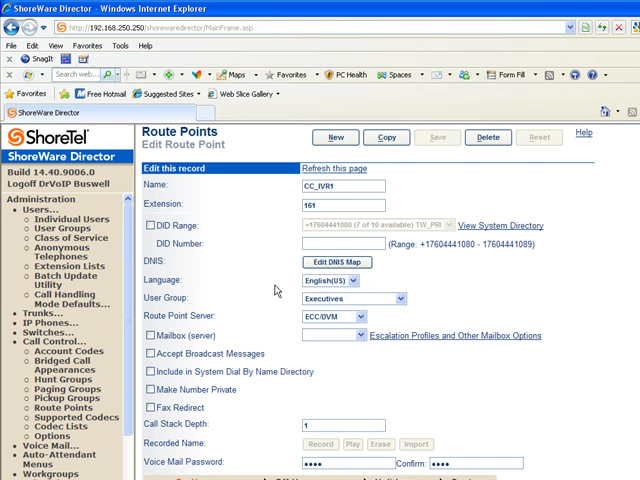 ShoreWare Director - Windows Internet Explorer
http://192.168.250.250/shorewaredirector/MainFrame.asp
File Edit View Favorites Tools Help
SnagIt
Search web... Maps Favorites PC Health Spaces Form Fill
Favorites Free Hotmail Suggested Sites Web Slice Gallery
ShoreWare Director
ShoreTel
ShoreWare Director
Build 14.40.9006.0
Logoff DrVoIP Buswell
Administration
Users...
Individual Users
User Groups
Class of Service
Anonymous
Telephones
Extension Lists
Batch Update
Utility
Call Handling
Mode Defaults...
Trunks...
IP Phones...
Switches...
Call Control...
Account Codes
Bridged Call
Appearances
Hunt Groups
Paging Groups
Pickup Groups
Route Points
Supported Codecs
Codec Lists
Options
Voice Mail...
Auto-Attendant
Menus
Workgroups
Route Points
Edit Route Point
New Copy Save Delete Reset Help
Edit this record Refresh this page
Name: CC_IVR1
Extension: 161
DID Range: +17604441080 (7 of 10 available) TW_PRI View System Directory
DID Number: (Range: +17604441080 - 17604441089)
DNIS: Edit DNIS Map
Language: English(US)
User Group: Executives
Route Point Server: ECC/DVM
Mailbox (server) Escalation Profiles and Other Mailbox Options
Accept Broadcast Messages
Include in System Dial By Name Directory
Make Number Private
Fax Redirect
Call Stack Depth: 1
Recorded Name: Record Play Erase Import
Voice Mail Password: •••• Confirm: ••••